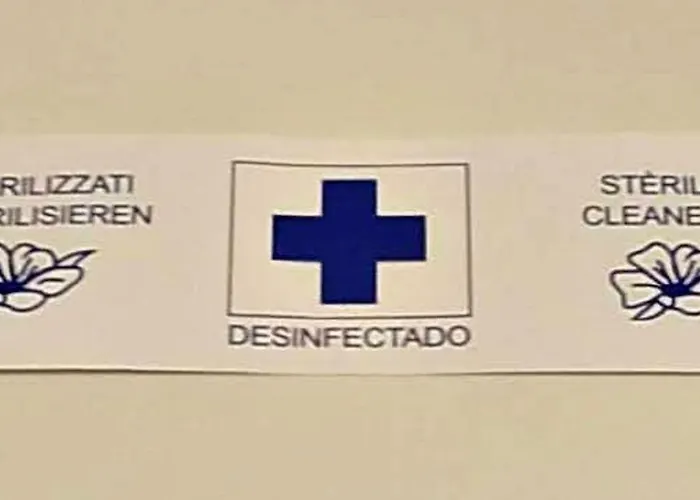 RILIZZATI
RILISIEREN
DESINFECTADO
STÈRIL
CLEANE